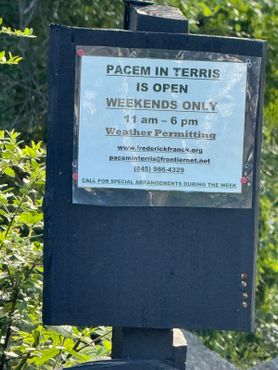 PACEM IN TERRIS
IS OPEN
WEEKENDS ONLY
11 am – 6 pm
Weather Permitting
www.frederickfranck.org
paceminterris@frontiernet.net
(845) 986-4329
CALL FOR SPECIAL ARRANGEMENTS DURING THE WEEK